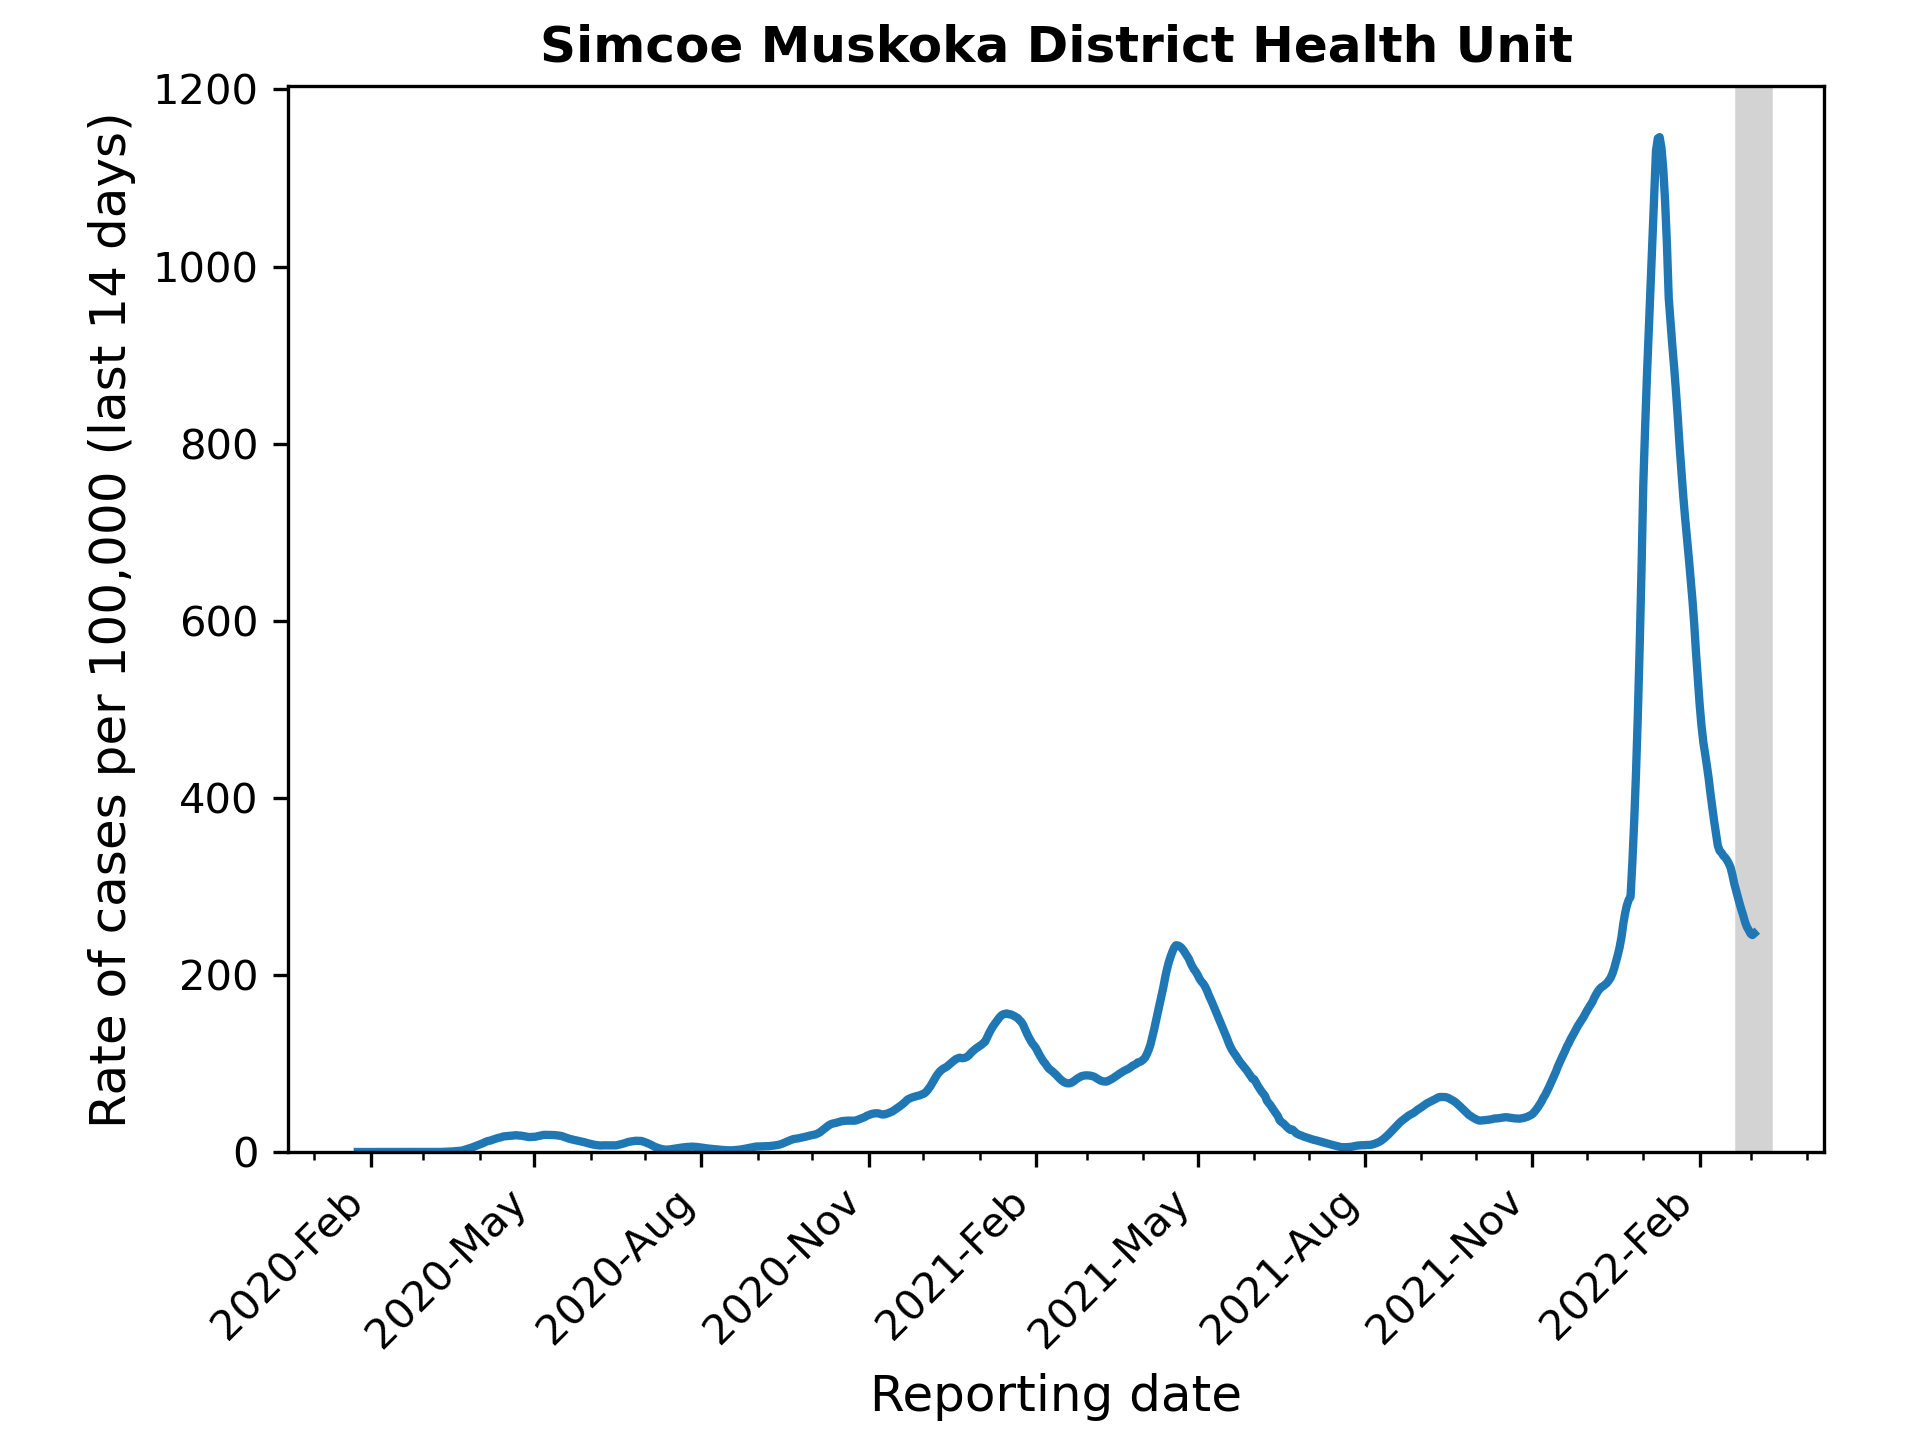 Simcoe Muskoka District Health Unit
Rate of cases per 100,000 (last 14 days)
1200
1000
800
600
400
200
0
2020-Feb
2020-May
2020-Aug
2020-Nov
2021-Feb
2021-May
2021-Aug
2021-Nov
2022-Feb
Reporting date